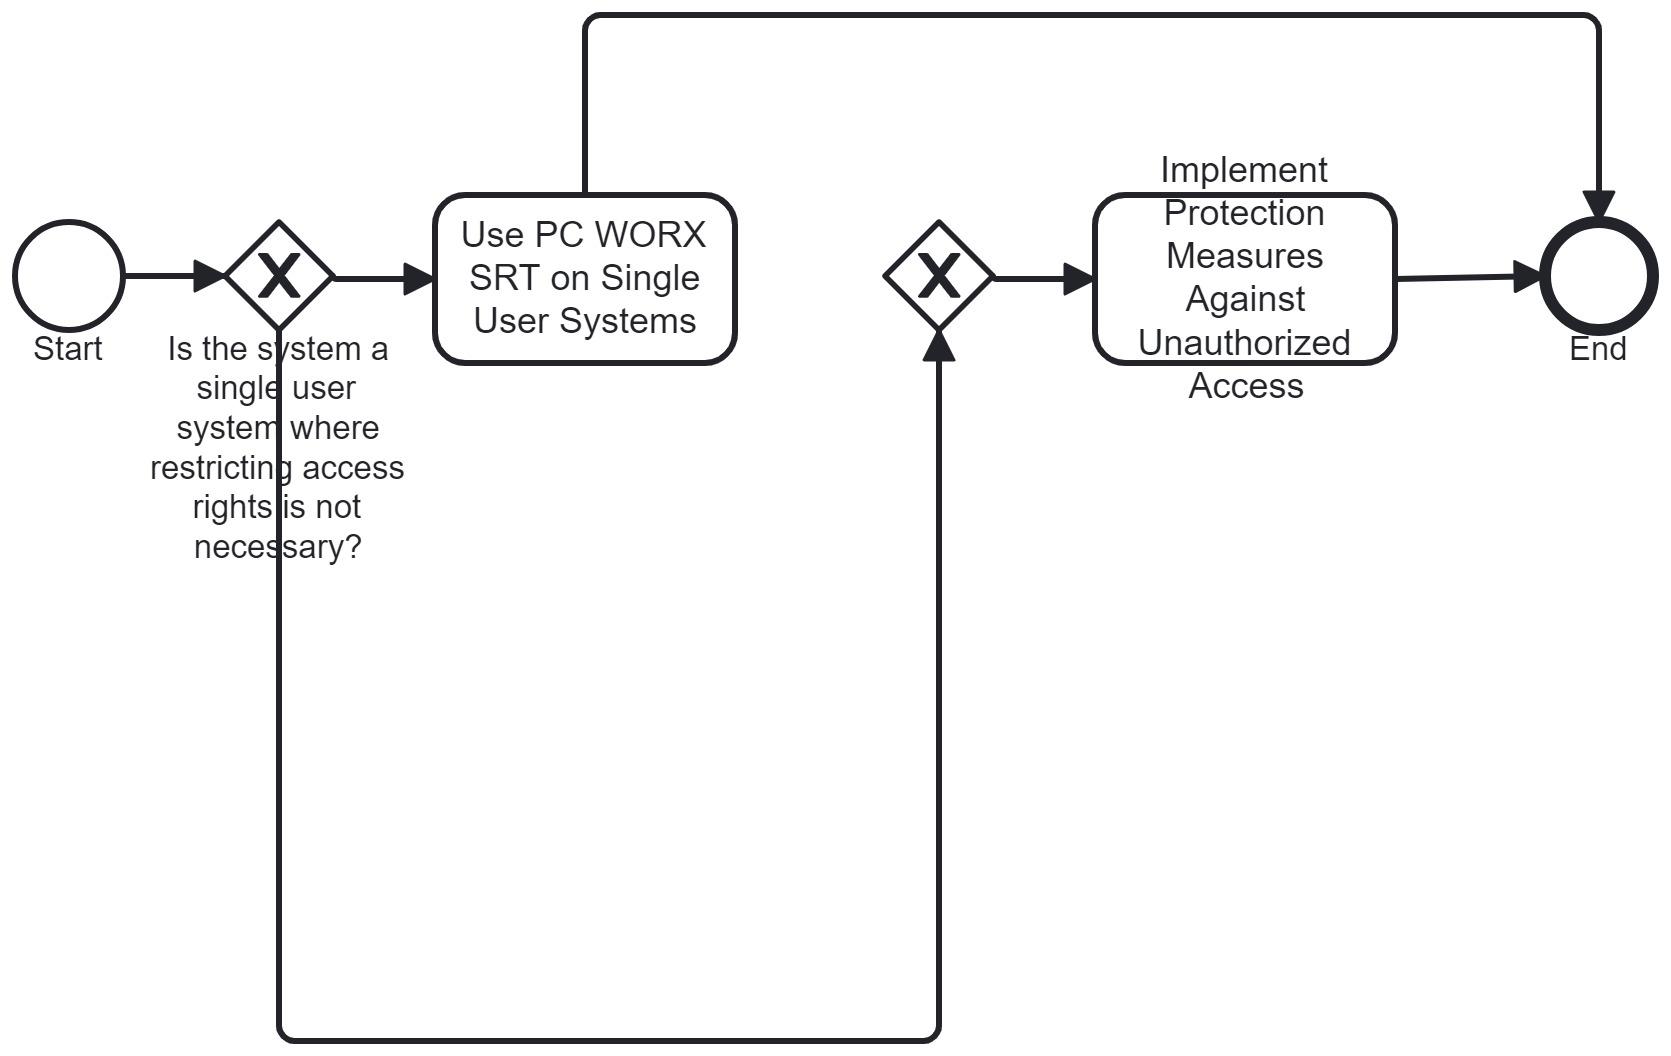 Start
Is the system a
single user
system where
restricting access
rights is not
necessary?
Use PC WORX
SRT on Single
User Systems
Implement
Protection
Measures
Against
Unauthorized
Access
End